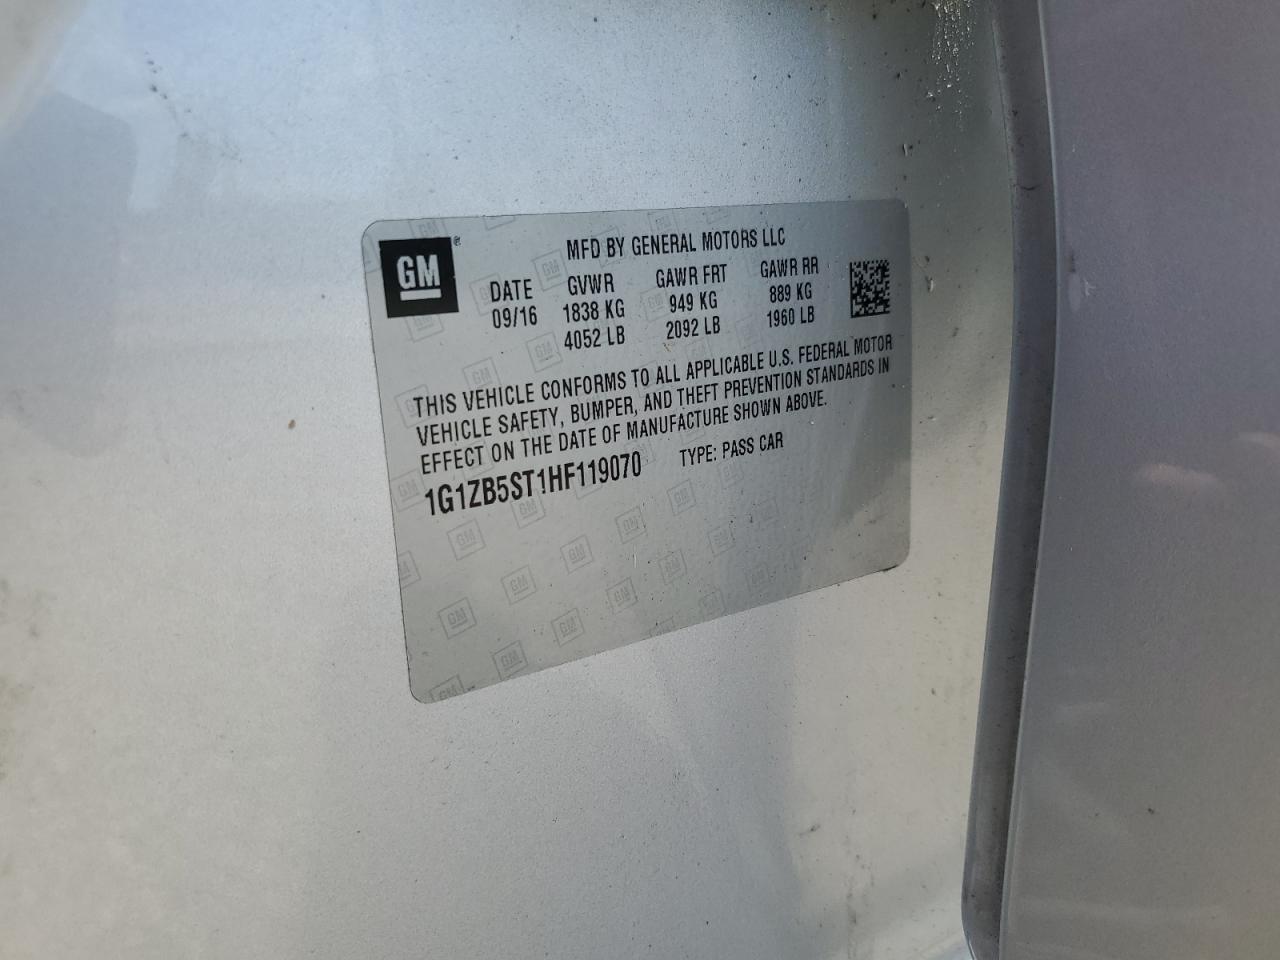 GM
MFD BY GENERAL MOTORS LLC
DATE GVWR GAWR FRT GAWR RR
09/16 1838 KG 949 KG 889 KG
4052 LB 2092 LB 1960 LB
THIS VEHICLE CONFORMS TO ALL APPLICABLE U.S. FEDERAL MOTOR
VEHICLE SAFETY, BUMPER, AND THEFT PREVENTION STANDARDS IN
EFFECT ON THE DATE OF MANUFACTURE SHOWN ABOVE.
1G1ZB5ST1HF119070 TYPE: PASS CAR